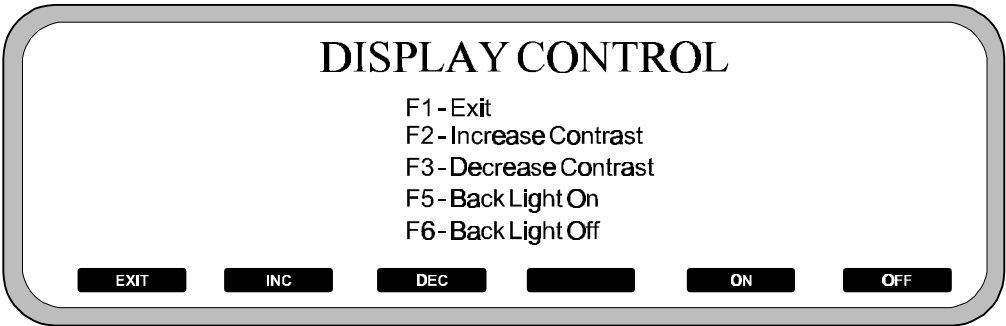 DISPLAY CONTROL
F1 - Exit
F2 - Increase Contrast
F3 - Decrease Contrast
F5 - Back Light On
F6 - Back Light Off
EXIT INC DEC ON OFF